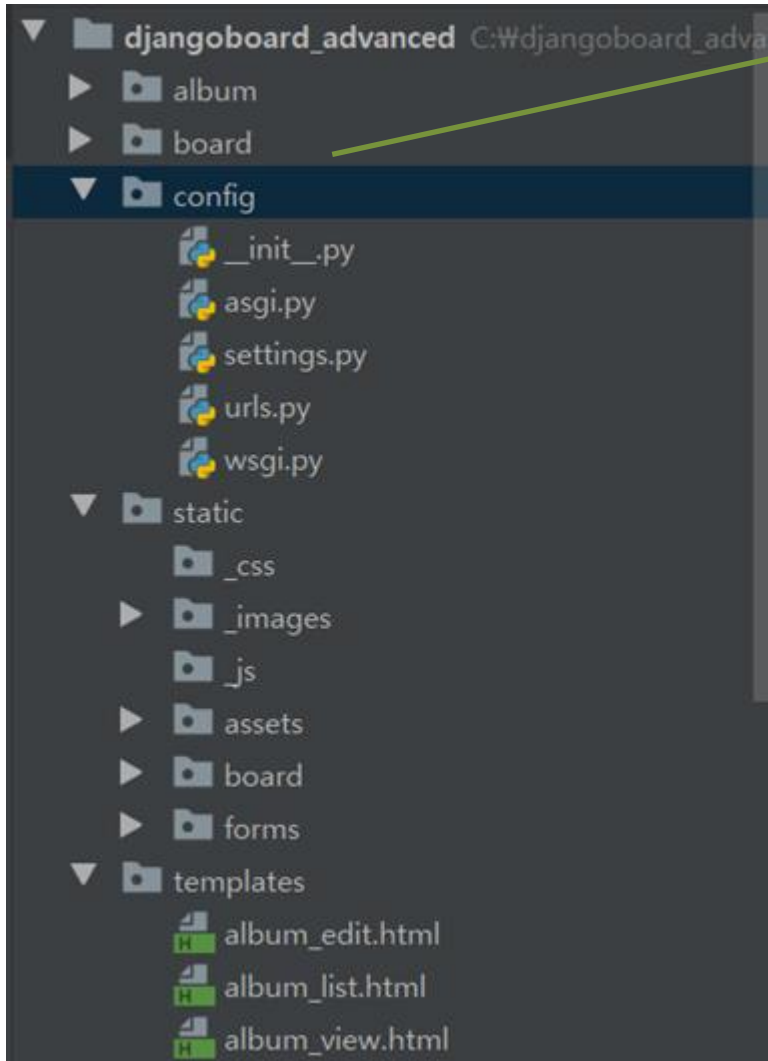 djangoboard_advanced C:₩djangoboard_adva
album
board
config
__init__.py
asgi.py
settings.py
urls.py
wsgi.py
static
_css
_images
_js
assets
board
forms
templates
H album_edit.html
H album_list.html
H album_view.html